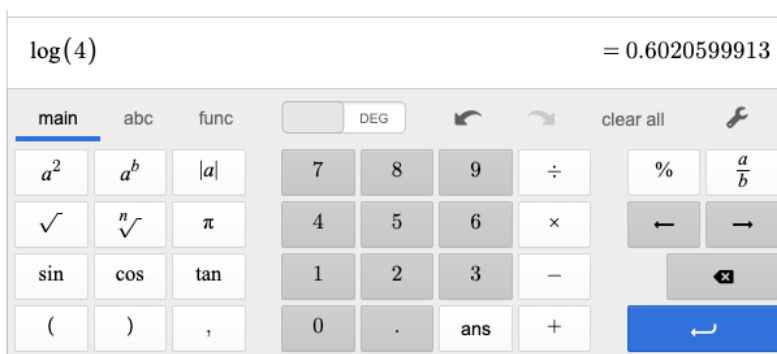 log(4) = 0.6020599913
main abc func DEG clear all
a² aᵇ |a| 7 8 9 ÷ % a/b
√ ⁿ√ π 4 5 6 × ← →
sin cos tan 1 2 3 −
( ) , 0 . ans +